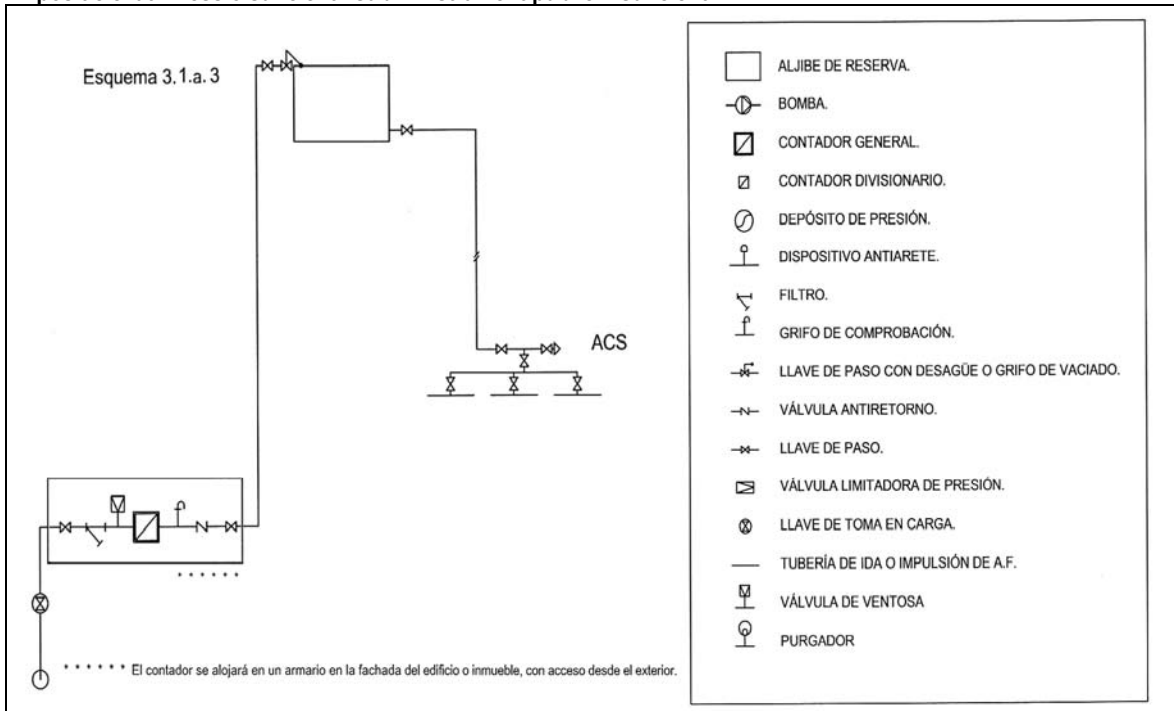 Esquema 3.1.a.3
ACS
* * * * * *
* * * * * * El contador se alojará en un armario en la fachada del edificio o inmueble, con acceso desde el exterior.
ALJIBE DE RESERVA.
BOMBA.
CONTADOR GENERAL.
CONTADOR DIVISIONARIO.
DEPÓSITO DE PRESIÓN.
DISPOSITIVO ANTIARETE.
FILTRO.
GRIFO DE COMPROBACIÓN.
LLAVE DE PASO CON DESAGÜE O GRIFO DE VACIADO.
VÁLVULA ANTIRETORNO.
LLAVE DE PASO.
VÁLVULA LIMITADORA DE PRESIÓN.
LLAVE DE TOMA EN CARGA.
TUBERÍA DE IDA O IMPULSIÓN DE A.F.
VÁLVULA DE VENTOSA
PURGADOR